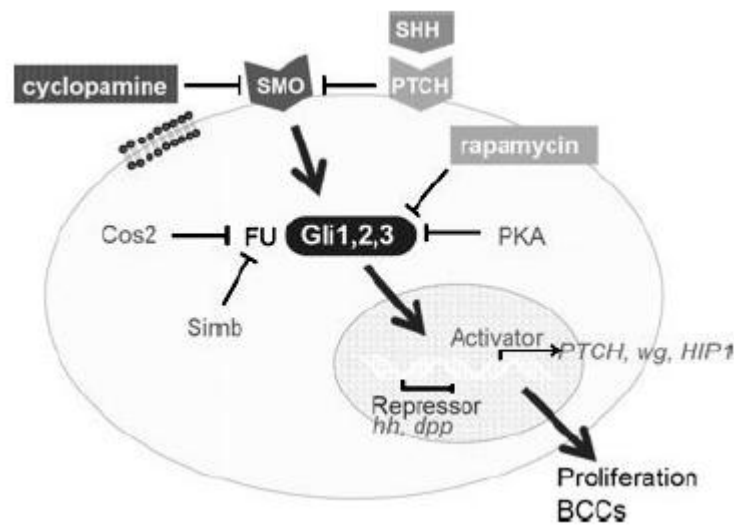 SHH
cyclopamine
SMO
PTCH
rapamycin
Cos2
FU
Gli1,2,3
PKA
Simb
Activator
PTCH, wg, HIP1
Repressor
hh, dpp
Proliferation
BCCs